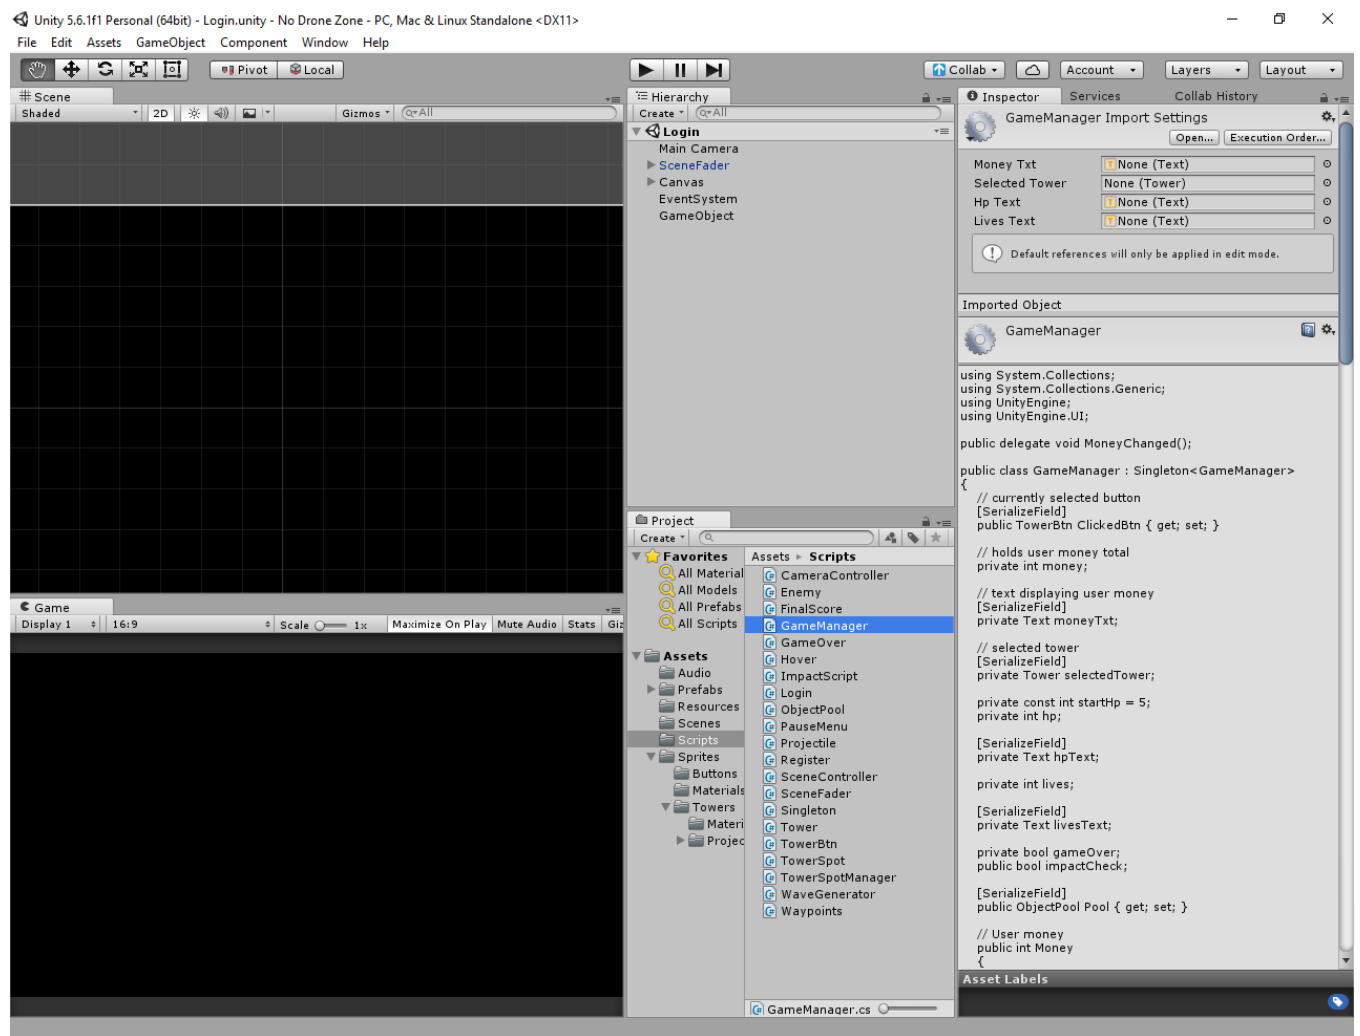 Unity 5.6.1f1 Personal (64bit) - Login.unity - No Drone Zone - PC, Mac & Linux Standalone <DX11>
File Edit Assets GameObject Component Window Help
Pivot Local
Collab Account Layers Layout
Scene
Shaded 2D Gizmos All
Game
Display 1 16:9 Scale 1x Maximize On Play Mute Audio Stats Giz
Hierarchy
Create All
Login
Main Camera
SceneFader
Canvas
EventSystem
GameObject
Project
Create
Favorites
All Material
All Models
All Prefabs
All Scripts
Assets
Audio
Prefabs
Resources
Scenes
Scripts
Sprites
Buttons
Materials
Towers
Materi
Projec
Assets Scripts
CameraController
Enemy
FinalScore
GameManager
GameOver
Hover
ImpactScript
Login
ObjectPool
PauseMenu
Projectile
Register
SceneController
SceneFader
Singleton
Tower
TowerBtn
TowerSpot
TowerSpotManager
WaveGenerator
Waypoints
GameManager.cs
Inspector Services Collab History
GameManager Import Settings
Open... Execution Order...
Money Txt None (Text)
Selected Tower None (Tower)
Hp Text None (Text)
Lives Text None (Text)
Default references will only be applied in edit mode.
Imported Object
GameManager
using System.Collections;
using System.Collections.Generic;
using UnityEngine;
using UnityEngine.UI;
public delegate void MoneyChanged();
public class GameManager : Singleton<GameManager>
{
// currently selected button
[SerializeField]
public TowerBtn ClickedBtn { get; set; }
// holds user money total
private int money;
// text displaying user money
[SerializeField]
private Text moneyTxt;
// selected tower
[SerializeField]
private Tower selectedTower;
private const int startHp = 5;
private int hp;
[SerializeField]
private Text hpText;
private int lives;
[SerializeField]
private Text livesText;
private bool gameOver;
public bool impactCheck;
[SerializeField]
public ObjectPool Pool { get; set; }
// User money
public int Money
{
Asset Labels